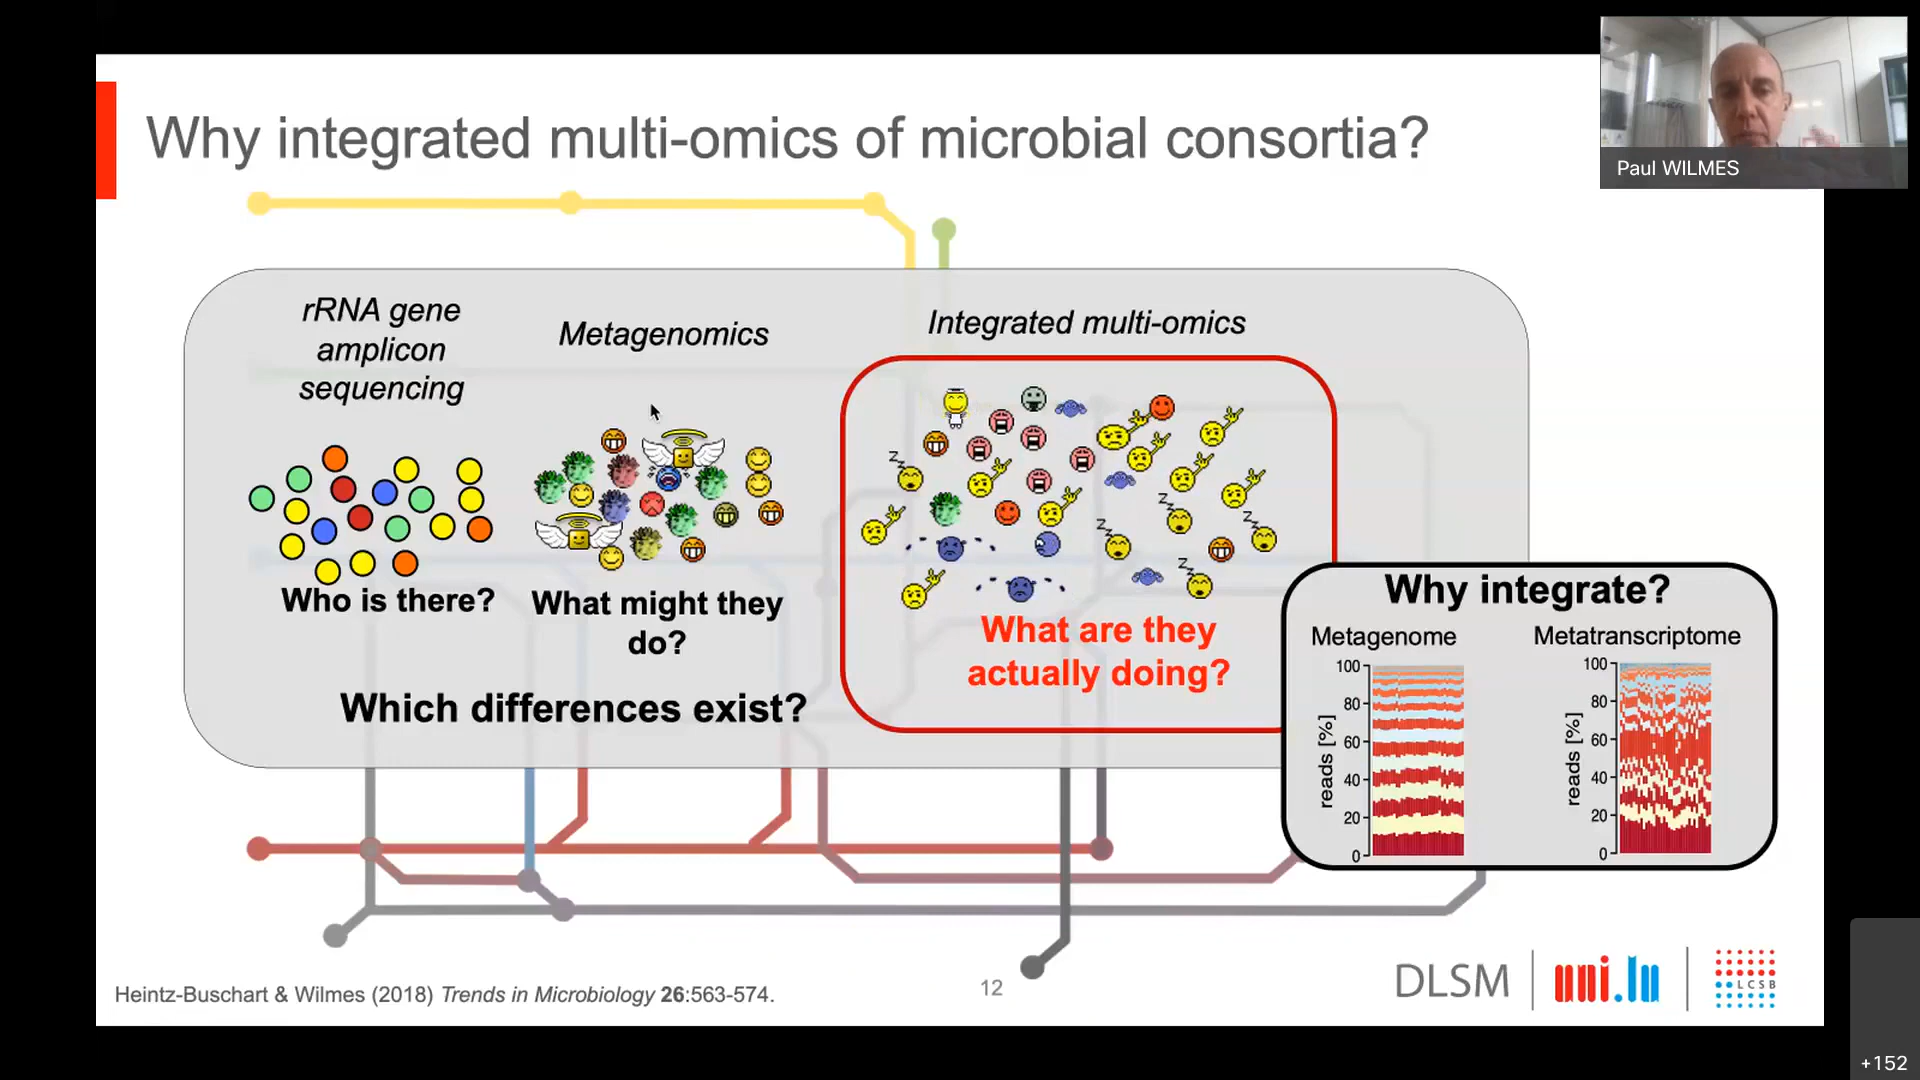 Why integrated multi-omics of microbial consortia?
Paul WILMES
rRNA gene
amplicon
sequencing
Who is there?
Metagenomics
What might they
do?
Which differences exist?
Integrated multi-omics
z
z
z
z
z
z
z
z
z
z
What are they
actually doing?
Why integrate?
Metagenome
reads [%]
100
80
60
40
20
0
Metatranscriptome
reads [%]
100
80
60
40
20
0
Heintz-Buschart & Wilmes (2018) Trends in Microbiology 26:563-574.
12
DLSM
uni.lu
LCSB
+152